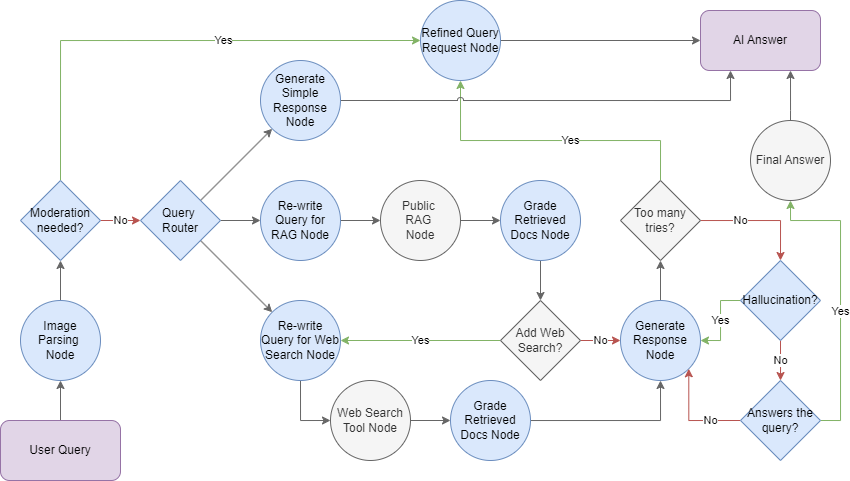 Refined Query
Request Node
AI Answer
Yes
Generate
Simple
Response
Node
Yes
Final Answer
Moderation
needed?
No
Query
Router
Re-write
Query for
RAG Node
Public
RAG
Node
Grade
Retrieved
Docs Node
Too many
tries?
No
Hallucination?
Yes
Yes
Image
Parsing
Node
Re-write
Query for Web
Search Node
Yes
Add Web
Search?
No
Generate
Response
Node
No
Web Search
Tool Node
Grade
Retrieved
Docs Node
No
Answers the
query?
User Query